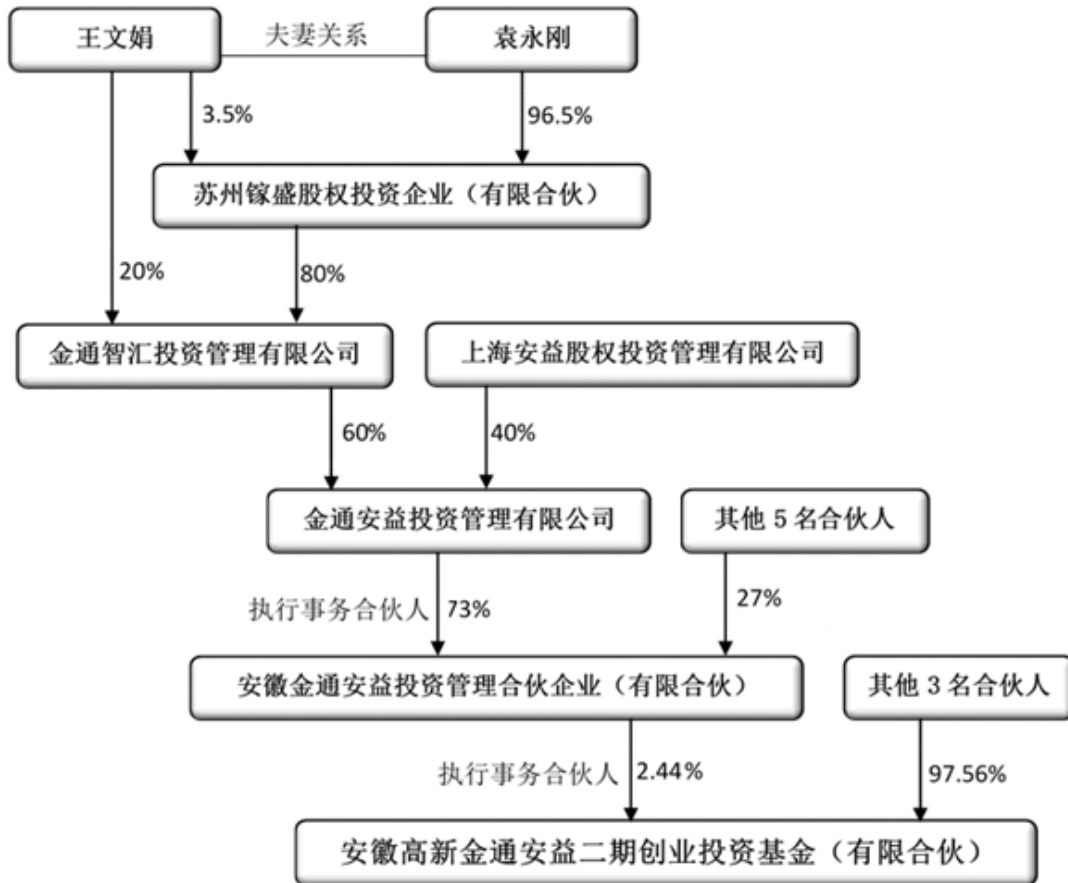 王文娟
夫妻关系
袁永刚
3.5%
96.5%
苏州镓盛股权投资企业（有限合伙）
20%
80%
金通智汇投资管理有限公司
上海安益股权投资管理有限公司
60%
40%
金通安益投资管理有限公司
其他 5 名合伙人
执行事务合伙人
73%
27%
安徽金通安益投资管理合伙企业（有限合伙）
其他 3 名合伙人
执行事务合伙人
2.44%
97.56%
安徽高新金通安益二期创业投资基金（有限合伙）